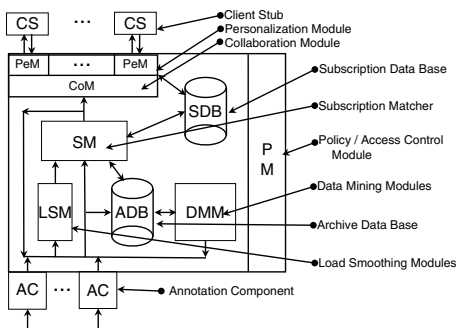 CS ... CS Client Stub
Personalization Module
PeM ... PeM Collaboration Module
CoM
Subscription Data Base
SDB
Subscription Matcher
SM
P
M
Policy / Access Control
Module
Data Mining Modules
LSM ADB DMM
Archive Data Base
Load Smoothing Modules
AC ... AC Annotation Component